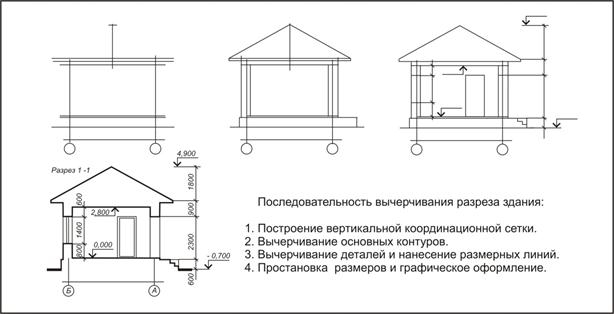 Разрез 1 -1
4,900
1800
900
2300
600
- 0,700
600
1400
800
2,800
0,000
Б
А
Последовательность вычерчивания разреза здания:
1. Построение вертикальной координационной сетки.
2. Вычерчивание основных контуров.
3. Вычерчивание деталей и нанесение размерных линий.
4. Простановка размеров и графическое оформление.